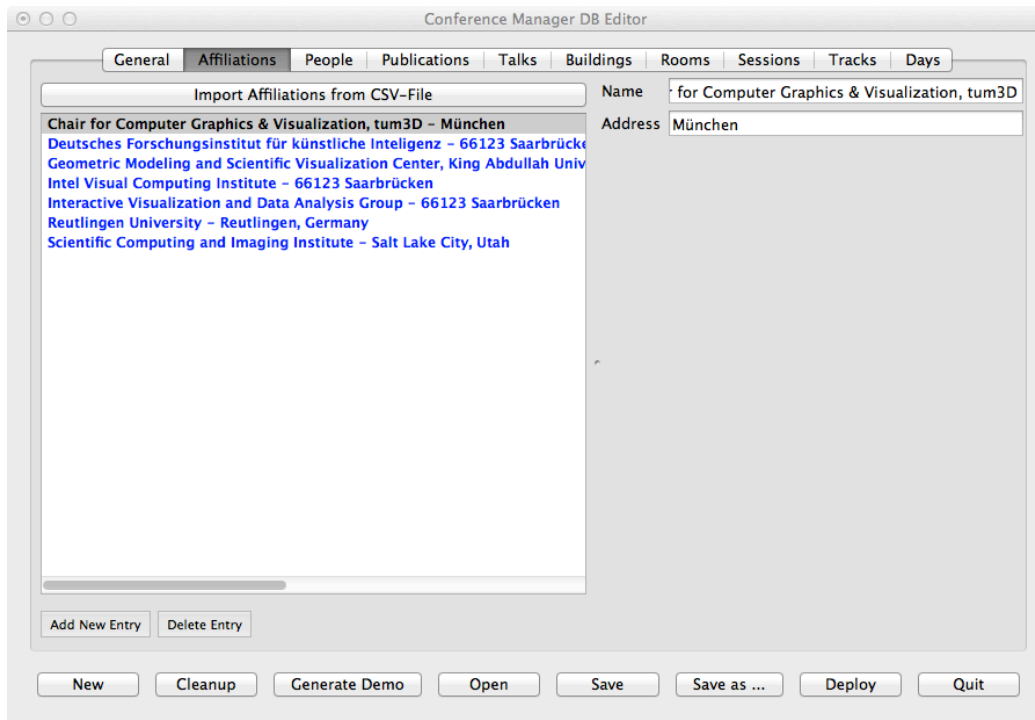 Conference Manager DB Editor
General Affiliations People Publications Talks Buildings Rooms Sessions Tracks Days
Import Affiliations from CSV-File
Name for Computer Graphics & Visualization, tum3D
Address München
Chair for Computer Graphics & Visualization, tum3D – München
Deutsches Forschungsinstitut für künstliche Inteligenz – 66123 Saarbrücke
Geometric Modeling and Scientific Visualization Center, King Abdullah Univ
Intel Visual Computing Institute – 66123 Saarbrücken
Interactive Visualization and Data Analysis Group – 66123 Saarbrücken
Reutlingen University – Reutlingen, Germany
Scientific Computing and Imaging Institute – Salt Lake City, Utah
Add New Entry Delete Entry
New Cleanup Generate Demo Open Save Save as ... Deploy Quit